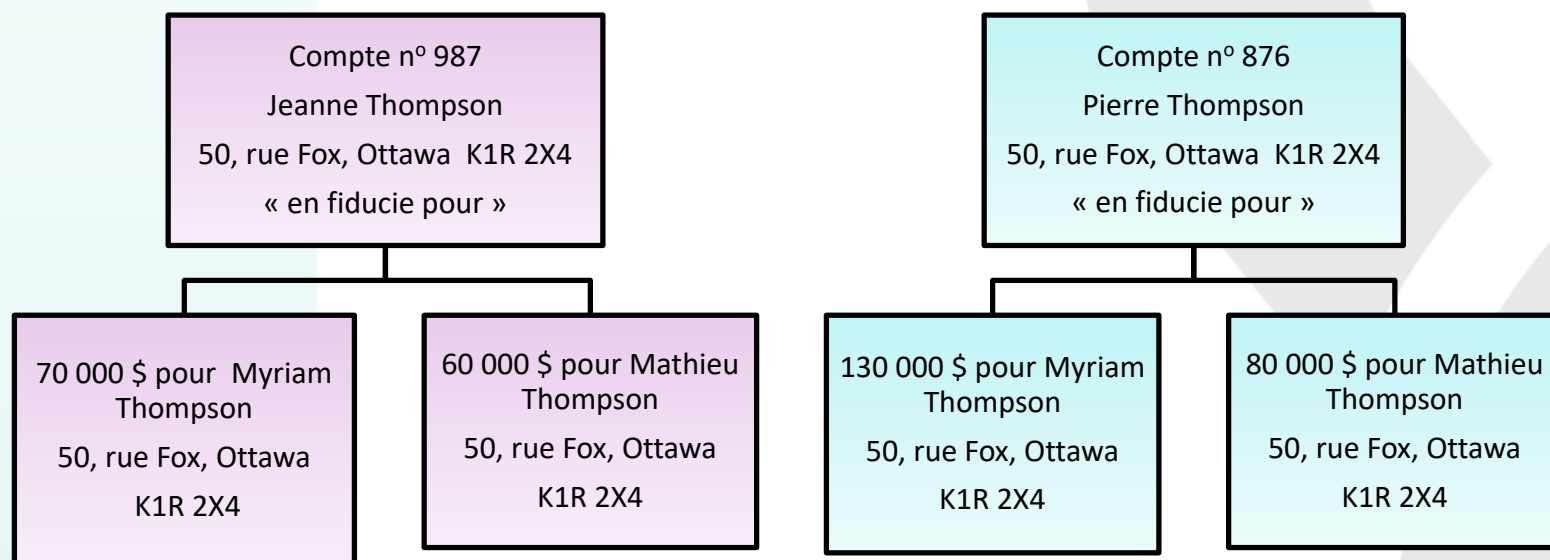 Compte nº 987
Jeanne Thompson
50, rue Fox, Ottawa  K1R 2X4
« en fiducie pour »
70 000 $ pour  Myriam
Thompson
50, rue Fox, Ottawa
K1R 2X4
60 000 $ pour Mathieu
Thompson
50, rue Fox, Ottawa
K1R 2X4
Compte nº 876
Pierre Thompson
50, rue Fox, Ottawa  K1R 2X4
« en fiducie pour »
130 000 $ pour Myriam
Thompson
50, rue Fox, Ottawa
K1R 2X4
80 000 $ pour Mathieu
Thompson
50, rue Fox, Ottawa
K1R 2X4